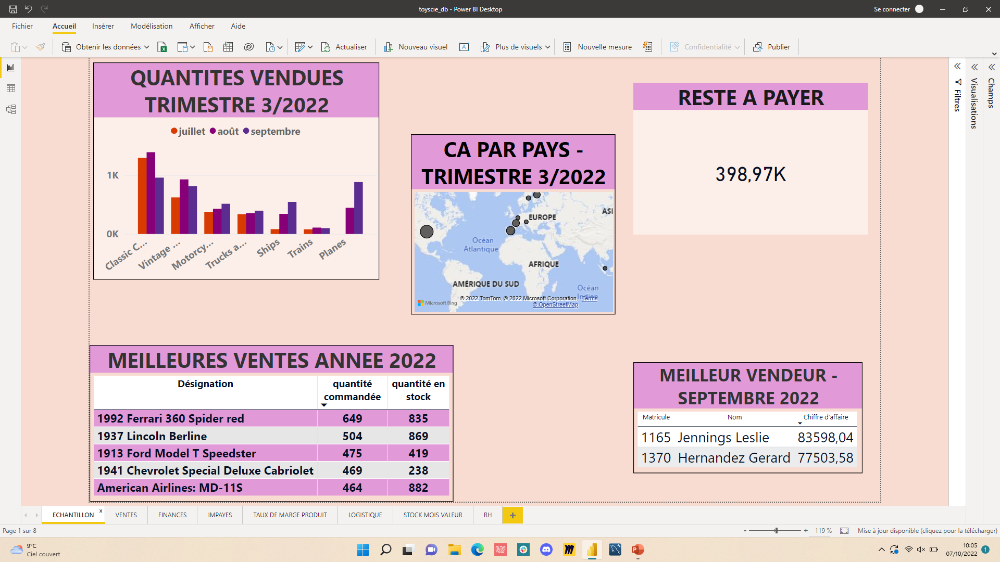 toyscie_db - Power BI Desktop
Se connecter
Fichier
Accueil
Insérer
Modélisation
Afficher
Aide
Obtenir les données
Actualiser
Nouveau visuel
A
Plus de visuels
Nouvelle mesure
Confidentialité
Publier
QUANTITES VENDUES
TRIMESTRE 3/2022
juillet août septembre
1K
0K
Classic C...
Vintage ...
Motorcy...
Trucks a...
Ships
Trains
Planes
CA PAR PAYS -
TRIMESTRE 3/2022
EUROPE
ASI
Océan
Atlantique
AFRIQUE
AMÉRIQUE DU SUD
Océan
Indien
Microsoft Bing
© 2022 TomTom, © 2022 Microsoft Corporation, Terms
© OpenStreetMap
RESTE A PAYER
398,97K
Filtres
Visualisations
Champs
MEILLEURES VENTES ANNEE 2022
Désignation quantité commandée quantité en stock
1992 Ferrari 360 Spider red 649 835
1937 Lincoln Berline 504 869
1913 Ford Model T Speedster 475 419
1941 Chevrolet Special Deluxe Cabriolet 469 238
American Airlines: MD-11S 464 882
MEILLEUR VENDEUR -
SEPTEMBRE 2022
Matricule Nom Chiffre d'affaire
1165 Jennings Leslie 83598,04
1370 Hernandez Gerard 77503,58
ECHANTILLON x
VENTES
FINANCES
IMPAYES
TAUX DE MARGE PRODUIT
LOGISTIQUE
STOCK MOIS VALEUR
RH
+
Page 1 sur 8
- + 119 %
Mise à jour disponible (cliquez pour la télécharger)
9°C
Ciel couvert
10:05
07/10/2022
1